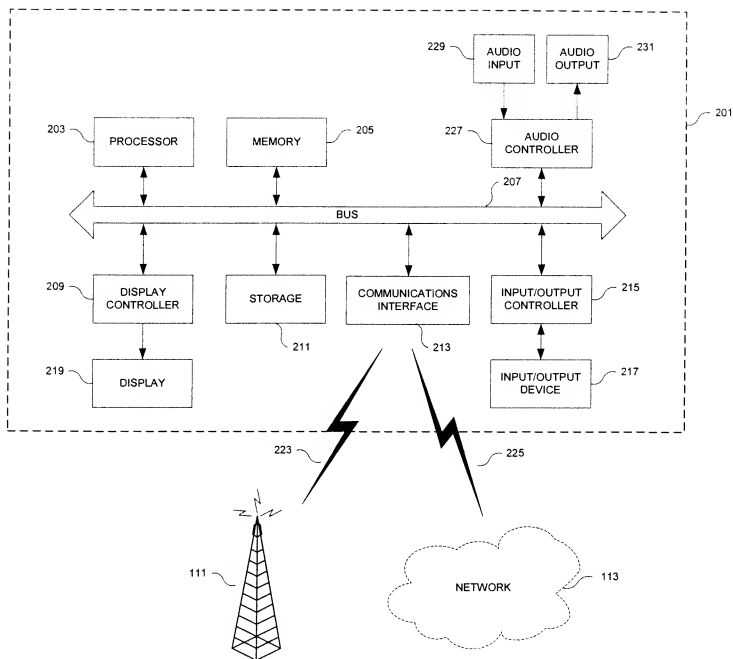 229
AUDIO
INPUT
AUDIO
OUTPUT
231
201
203
PROCESSOR
MEMORY
205
227
AUDIO
CONTROLLER
207
BUS
209
DISPLAY
CONTROLLER
STORAGE
211
COMMUNICATIONS
INTERFACE
213
INPUT/OUTPUT
CONTROLLER
215
219
DISPLAY
INPUT/OUTPUT
DEVICE
217
223
225
111
NETWORK
113